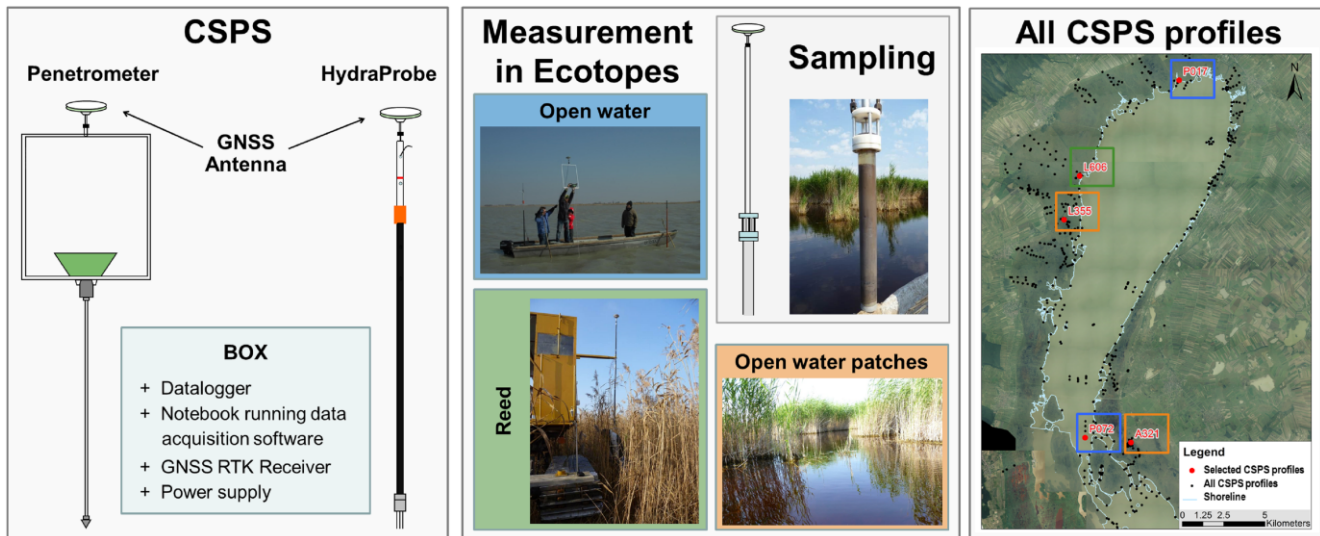 CSPS
Penetrometer
HydraProbe
GNSS
Antenna
BOX
+ Datalogger
+ Notebook running data
acquisition software
+ GNSS RTK Receiver
+ Power supply
Measurement
in Ecotopes
Open water
Reed
Sampling
Open water patches
All CSPS profiles
P017
N
L606
L355
P072
A321
Legend
Selected CSPS profiles
All CSPS profiles
Shoreline
0 1.25 2.5 5
Kilometers